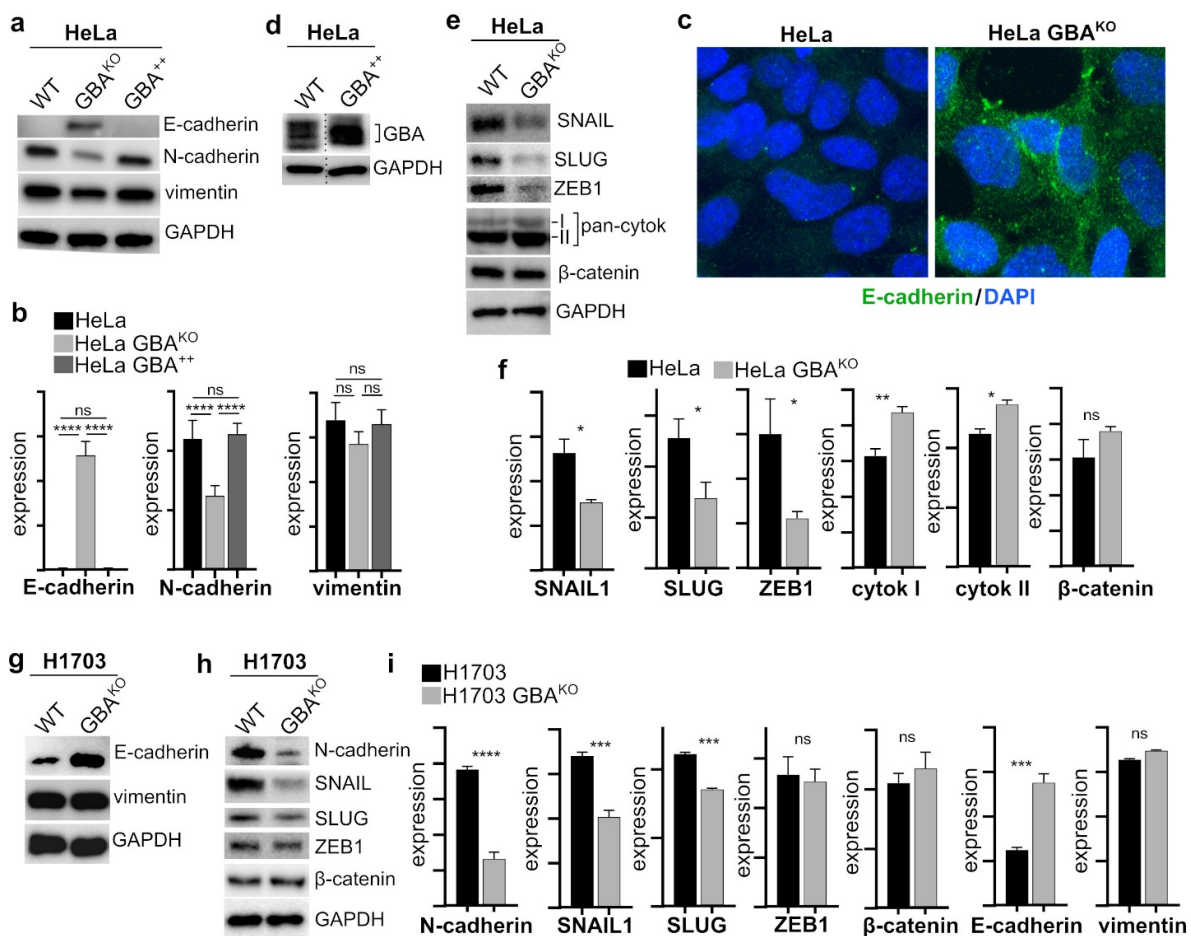 a
HeLa
WT GBA^KO GBA^++
E-cadherin
N-cadherin
vimentin
GAPDH
d
HeLa
WT GBA^++
GBA
GAPDH
e
HeLa
WT GBA^KO
SNAIL
SLUG
ZEB1
-I
-II
pan-cytok
β-catenin
GAPDH
c
HeLa HeLa GBA^KO
E-cadherin/DAPI
b
HeLa
HeLa GBA^KO
HeLa GBA^++
expression
ns
**** ****
E-cadherin
expression
ns
**** ****
N-cadherin
expression
ns
ns ns
vimentin
f
HeLa HeLa GBA^KO
expression
*
SNAIL1
expression
*
SLUG
expression
*
ZEB1
expression
**
cytok I
expression
*
cytok II
expression
ns
β-catenin
g
H1703
WT GBA^KO
E-cadherin
vimentin
GAPDH
h
H1703
WT GBA^KO
N-cadherin
SNAIL
SLUG
ZEB1
β-catenin
GAPDH
i
H1703
H1703 GBA^KO
expression
****
N-cadherin
expression
***
SNAIL1
expression
***
SLUG
expression
ns
ZEB1
expression
ns
β-catenin
expression
***
E-cadherin
expression
ns
vimentin